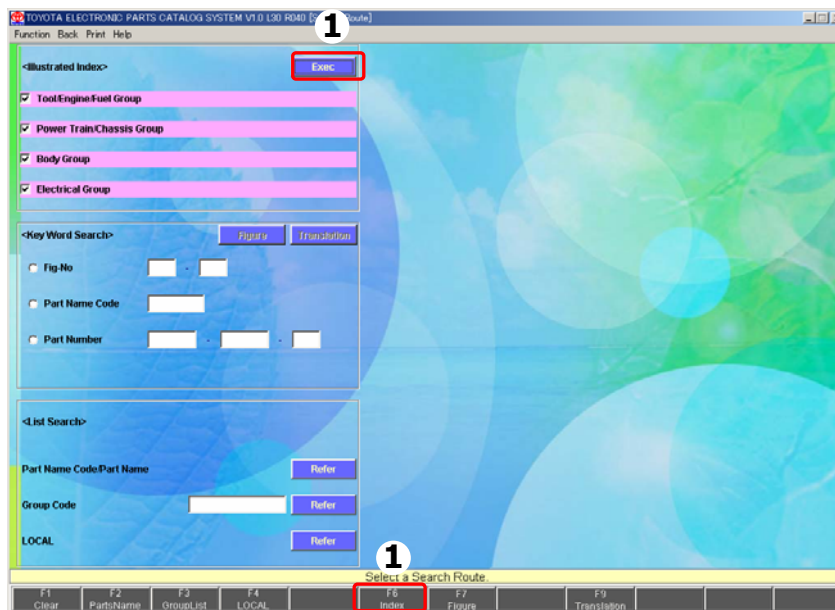 TOYOTA ELECTRONIC PARTS CATALOG SYSTEM V1.0 L30 R040 [S oute]
1
Function Back Print Help
<Illustrated Index> Exec
Tool/Engine/Fuel Group
Power Train/Chassis Group
Body Group
Electrical Group
<Key Word Search> Figure Translation
Fig-No -
Part Name Code
Part Number - -
<List Search>
Part Name Code/Part Name Refer
Group Code Refer
LOCAL Refer
1
Select a Search Route.
F1 F2 F3 F4 F6 F7 F9
Clear PartsName GroupList LOCAL Index Figure Translation